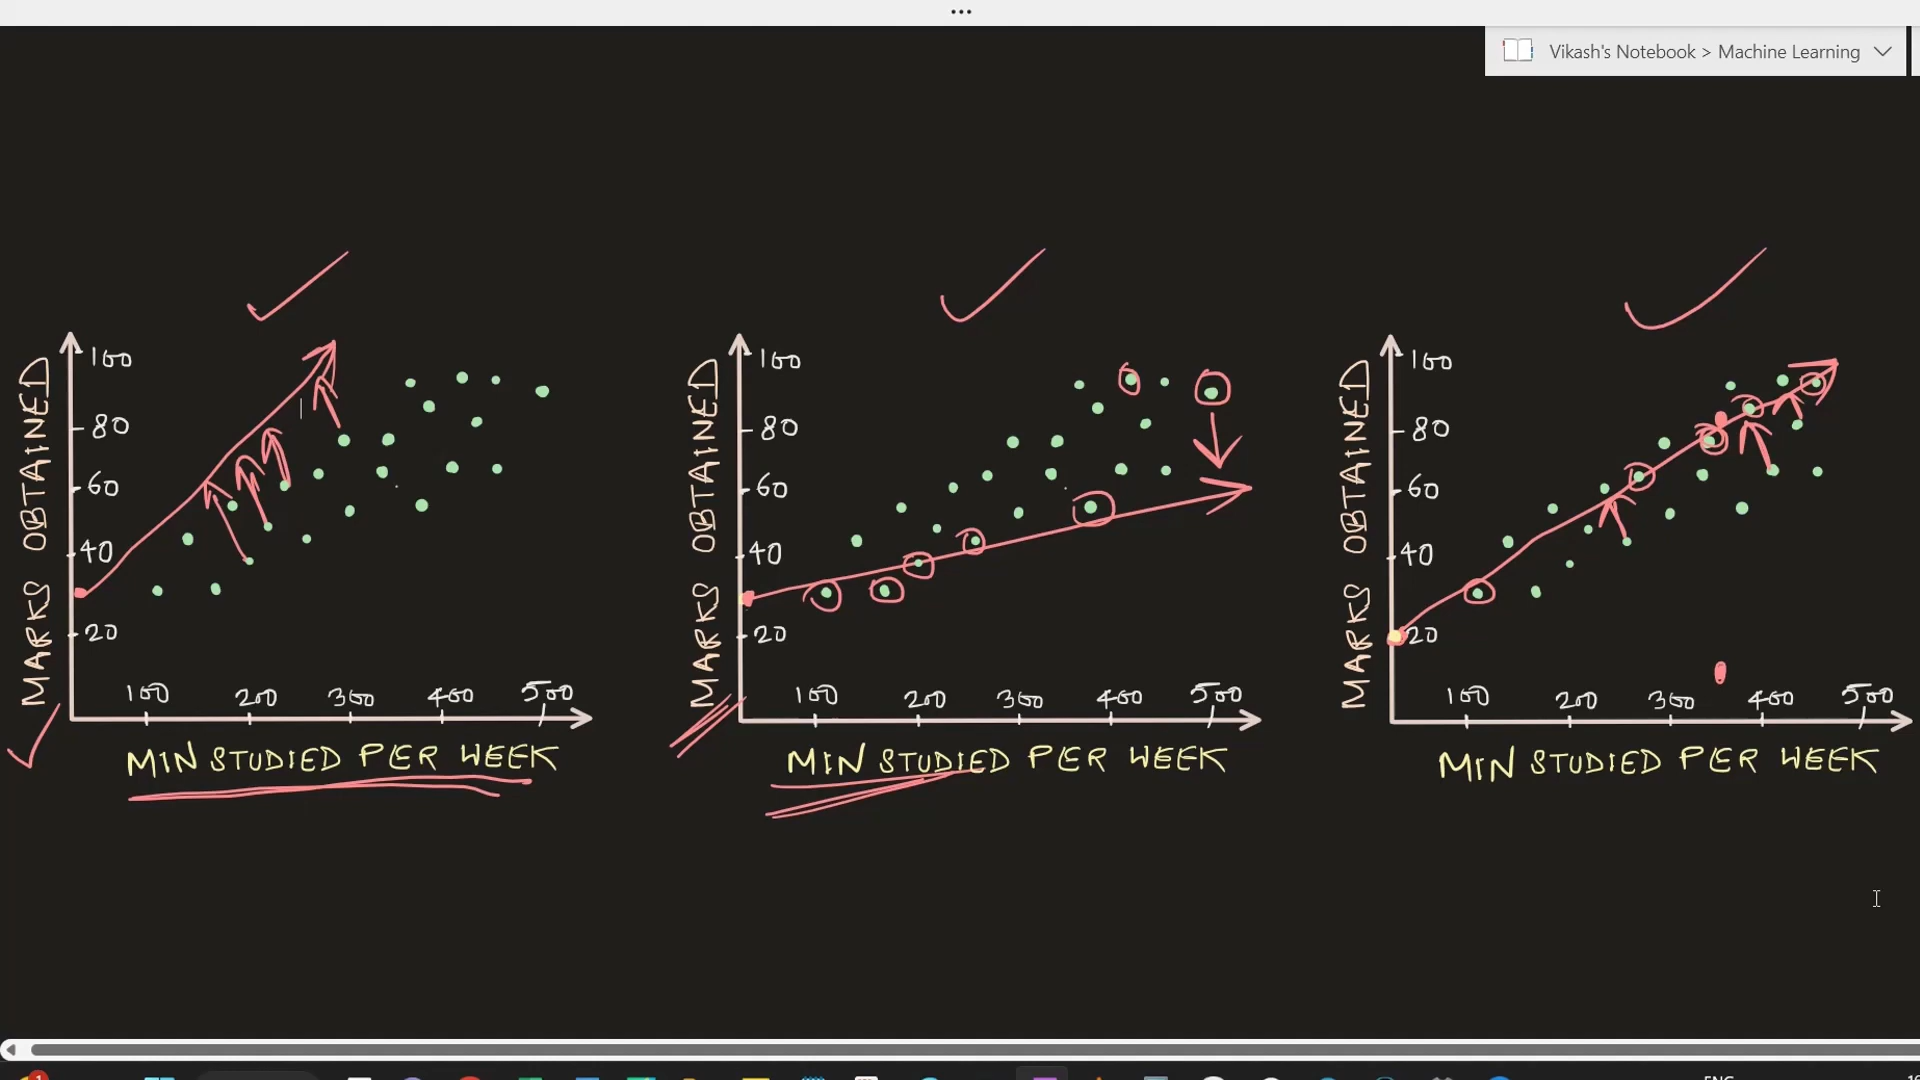 ...
Vikash's Notebook > Machine Learning
MARKS OBTAINED
100
80
60
40
20
100 200 300 400 500
MIN STUDIED PER WEEK
MARKS OBTAINED
100
80
60
40
20
100 200 300 400 500
MIN STUDIED PER WEEK
MARKS OBTAINED
100
80
60
40
20
100 200 300 400 500
MIN STUDIED PER WEEK
1